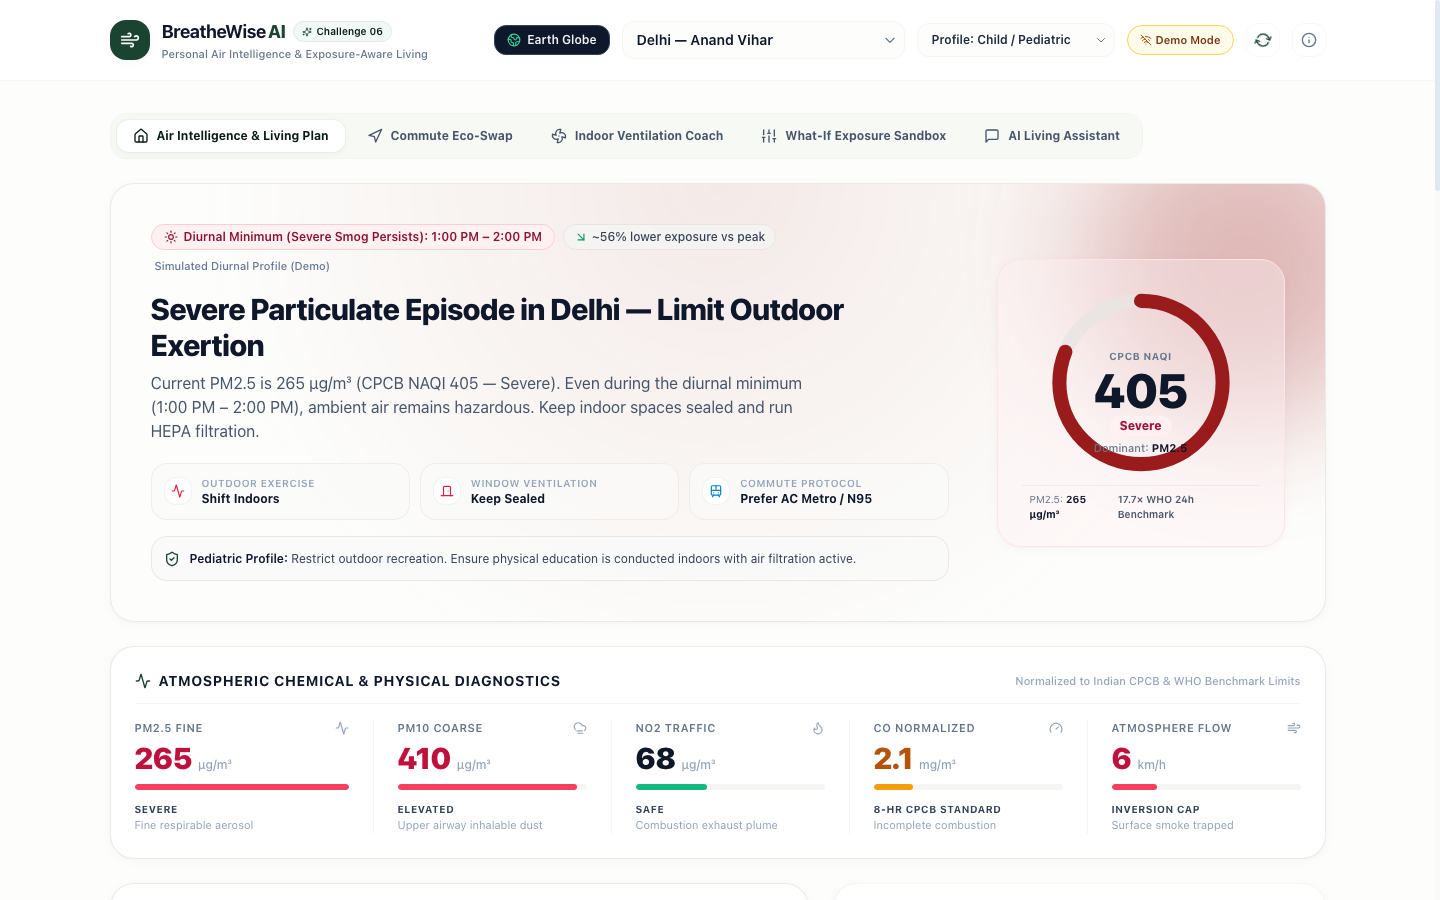 BreatheWise AI
Challenge 06
Personal Air Intelligence & Exposure-Aware Living
Earth Globe
Delhi — Anand Vihar
Profile: Child / Pediatric
Demo Mode
Air Intelligence & Living Plan
Commute Eco-Swap
Indoor Ventilation Coach
What-If Exposure Sandbox
AI Living Assistant
Diurnal Minimum (Severe Smog Persists): 1:00 PM – 2:00 PM
~56% lower exposure vs peak
Simulated Diurnal Profile (Demo)
Severe Particulate Episode in Delhi — Limit Outdoor
Exertion
Current PM2.5 is 265 µg/m³ (CPCB NAQI 405 — Severe). Even during the diurnal minimum
(1:00 PM – 2:00 PM), ambient air remains hazardous. Keep indoor spaces sealed and run
HEPA filtration.
OUTDOOR EXERCISE
Shift Indoors
WINDOW VENTILATION
Keep Sealed
COMMUTE PROTOCOL
Prefer AC Metro / N95
Pediatric Profile: Restrict outdoor recreation. Ensure physical education is conducted indoors with air filtration active.
CPCB NAQI
405
Severe
Dominant: PM2.5
PM2.5: 265
µg/m³
17.7× WHO 24h
Benchmark
ATMOSPHERIC CHEMICAL & PHYSICAL DIAGNOSTICS
Normalized to Indian CPCB & WHO Benchmark Limits
PM2.5 FINE
265 µg/m³
SEVERE
Fine respirable aerosol
PM10 COARSE
410 µg/m³
ELEVATED
Upper airway inhalable dust
NO2 TRAFFIC
68 µg/m³
SAFE
Combustion exhaust plume
CO NORMALIZED
2.1 mg/m³
8-HR CPCB STANDARD
Incomplete combustion
ATMOSPHERE FLOW
6 km/h
INVERSION CAP
Surface smoke trapped